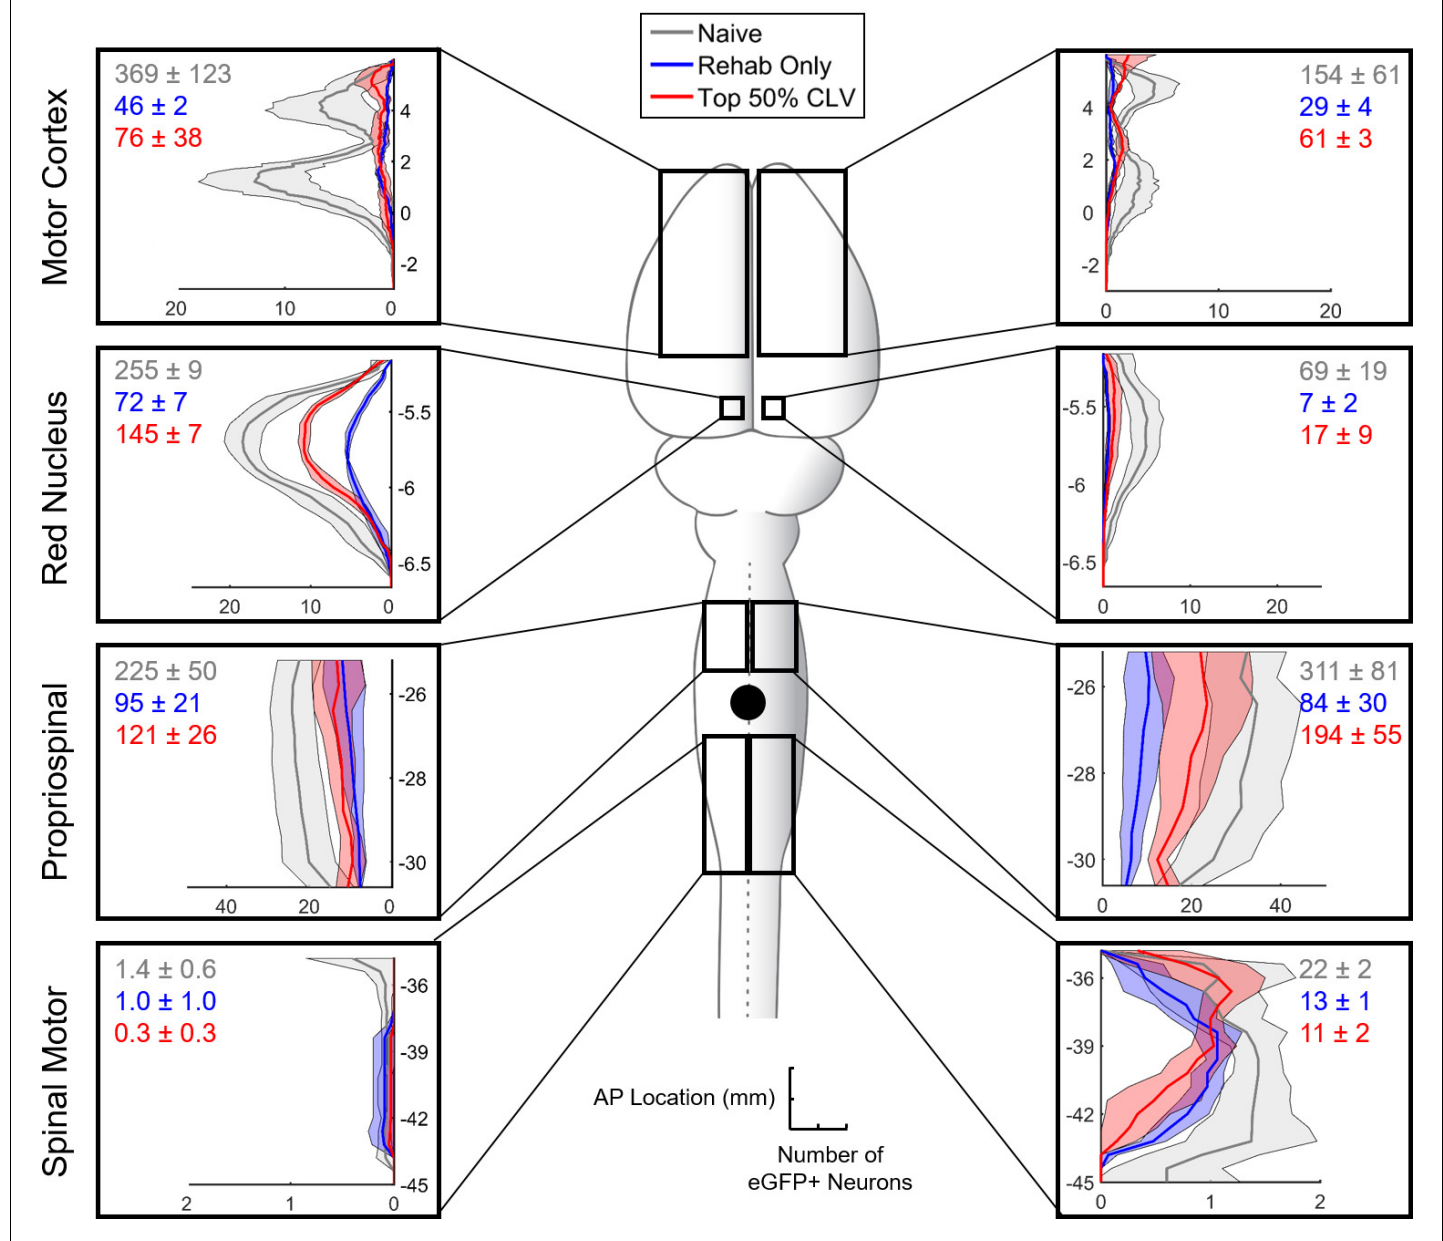 Naive
Rehab Only
Top 50% CLV
Motor Cortex
369 ± 123
46 ± 2
76 ± 38
4
2
0
-2
20 10 0
154 ± 61
29 ± 4
61 ± 3
4
2
0
-2
0 10 20
Red Nucleus
255 ± 9
72 ± 7
145 ± 7
-5.5
-6
-6.5
20 10 0
69 ± 19
7 ± 2
17 ± 9
-5.5
-6
-6.5
0 10 20
Propriospinal
225 ± 50
95 ± 21
121 ± 26
-26
-28
-30
40 20 0
311 ± 81
84 ± 30
194 ± 55
-26
-28
-30
0 20 40
Spinal Motor
1.4 ± 0.6
1.0 ± 1.0
0.3 ± 0.3
-36
-39
-42
-45
2 1 0
22 ± 2
13 ± 1
11 ± 2
-36
-39
-42
-45
0 1 2
AP Location (mm)
Number of
eGFP+ Neurons